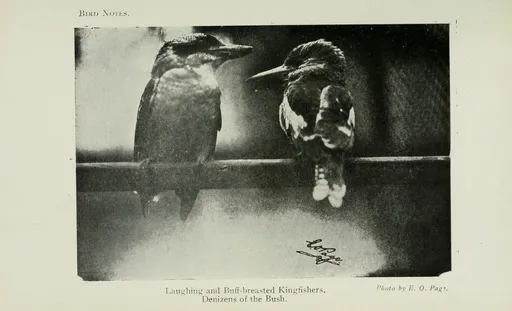 BIRD NOTES.
Laughing and Buff-breasted Kingfishers,
Denizens of the Bush.
Photo by E. O. Page.